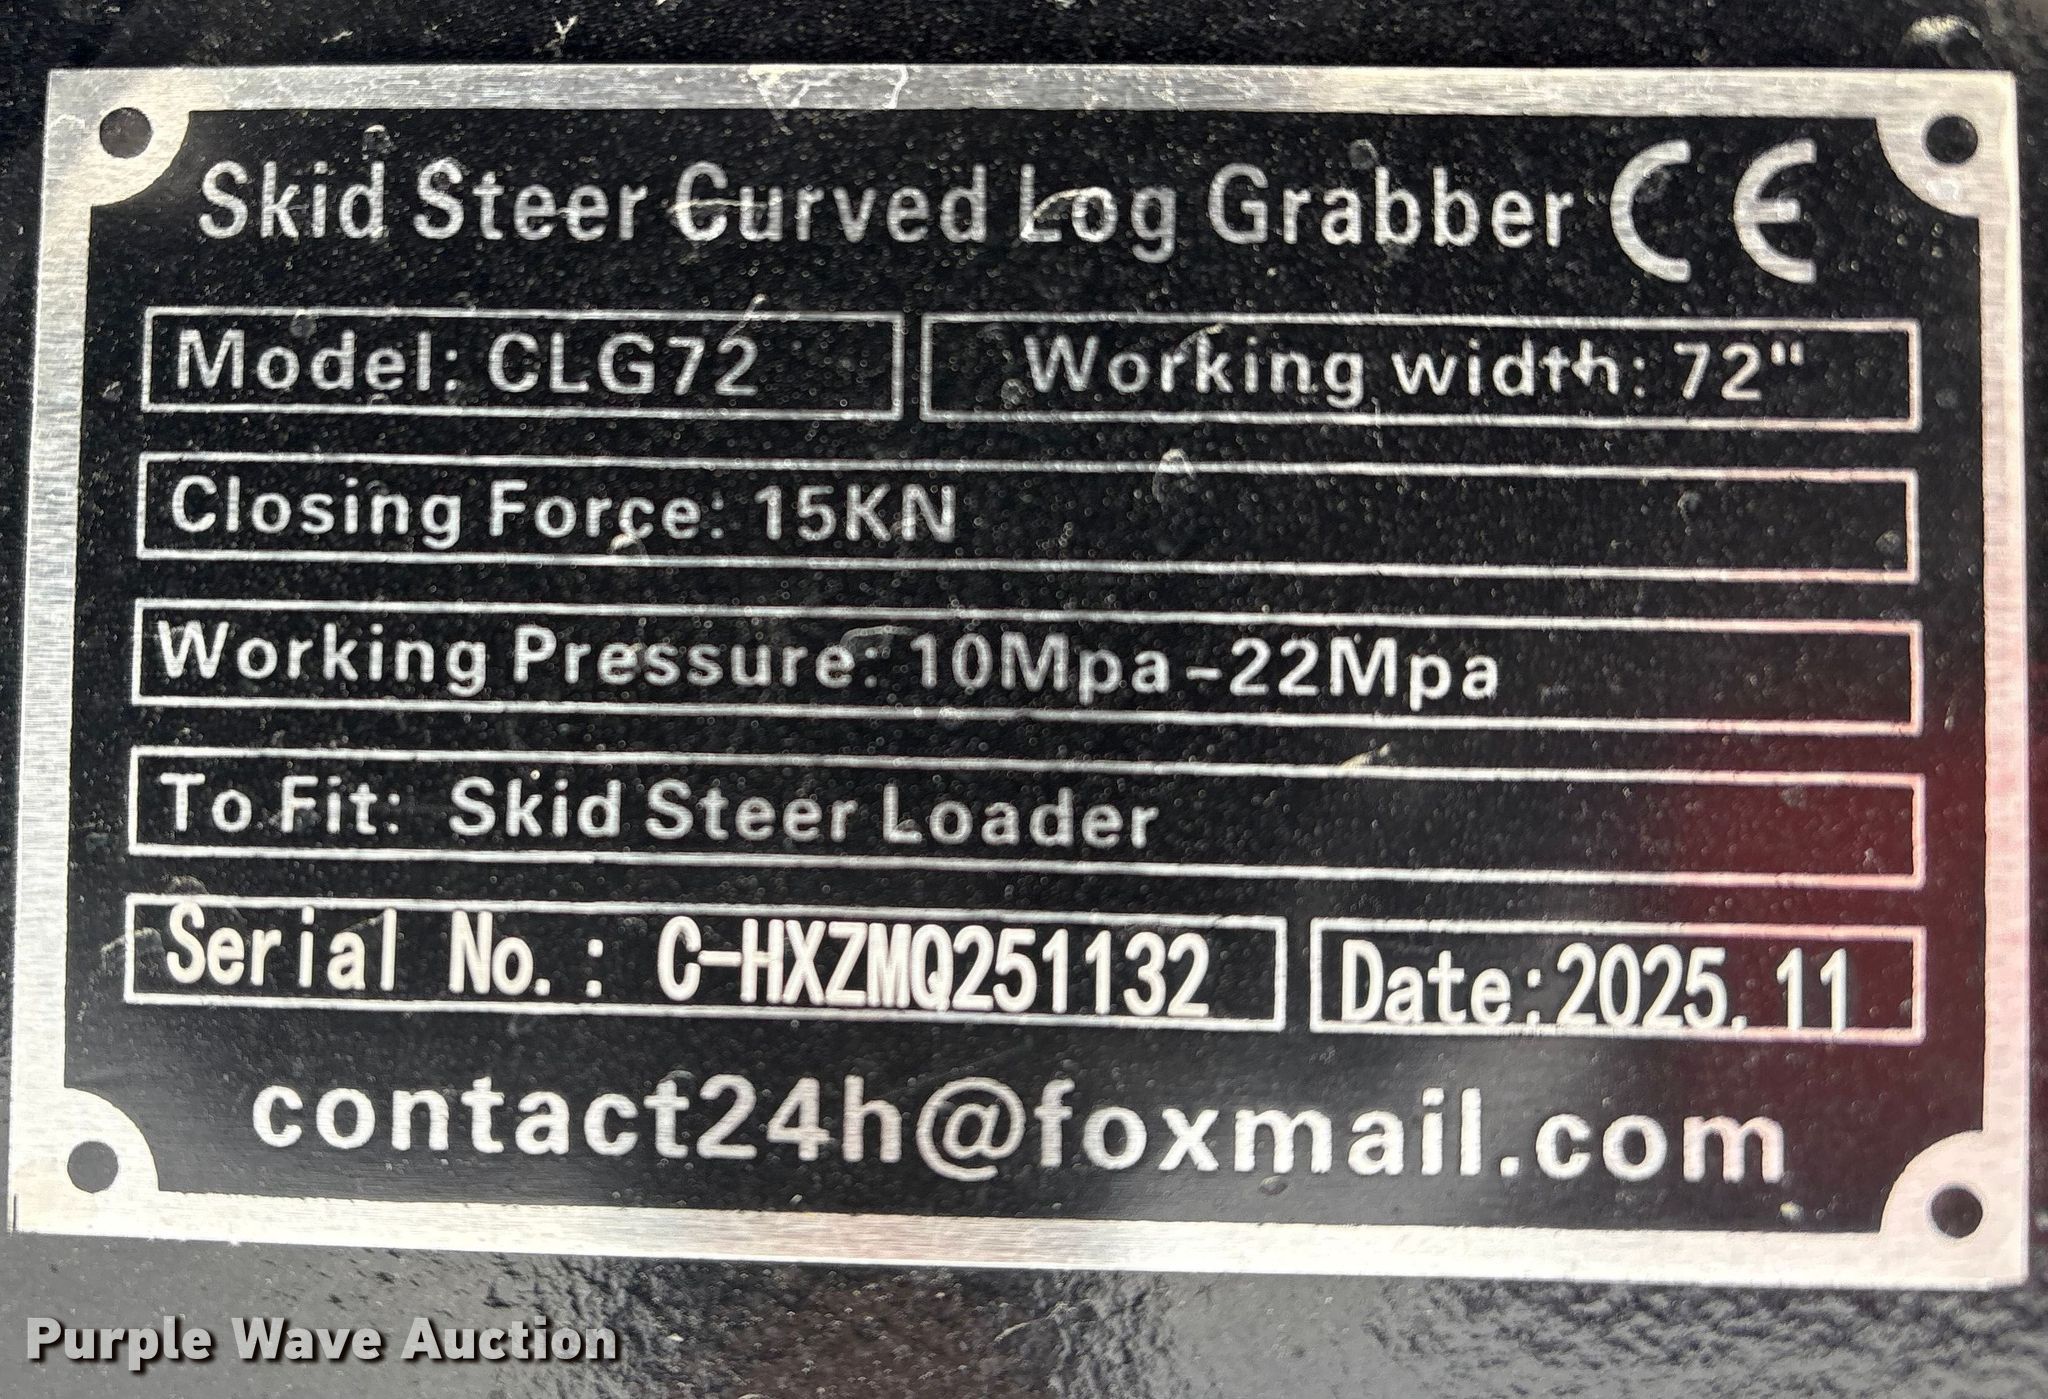 Skid Steer Curved Log Grabber CE
Model: CLG72
Working width: 72"
Closing Force: 15KN
Working Pressure: 10Mpa-22Mpa
To Fit: Skid Steer Loader
Serial No.: C-HXZMQ251132
Date:2025.11
contact24h@foxmail.com
Purple Wave Auction